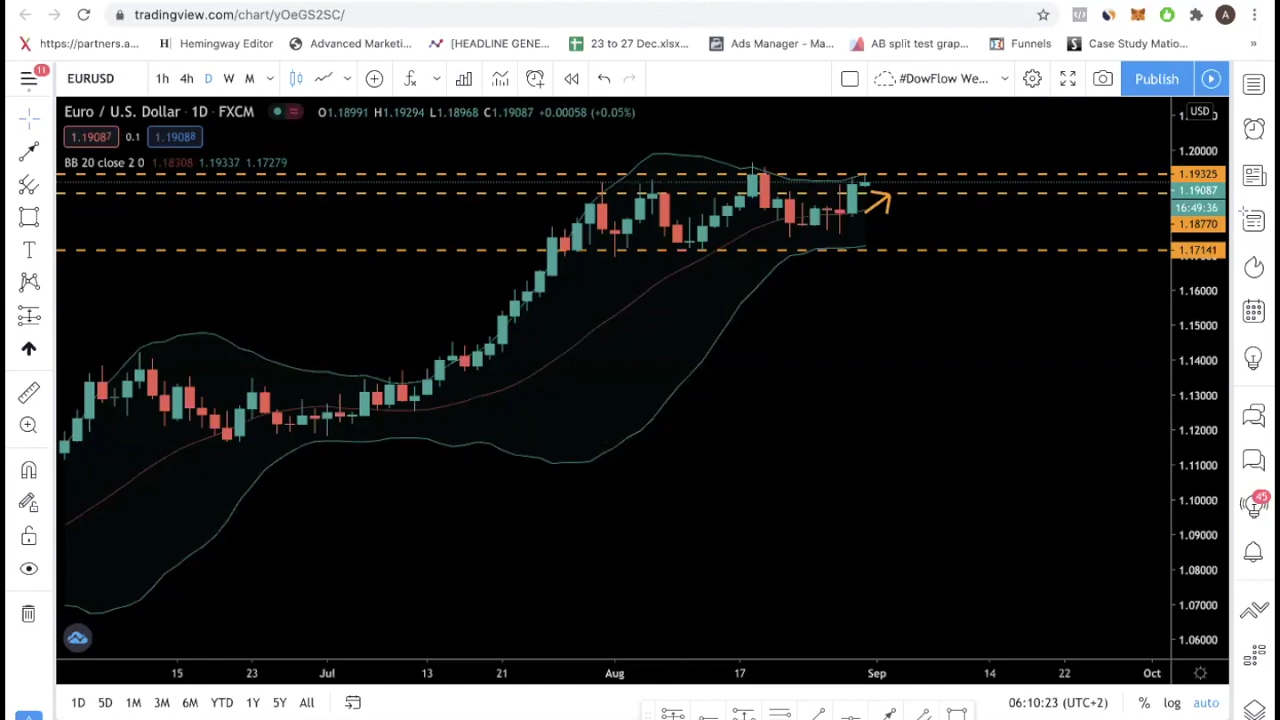 tradingview.com/chart/yOeGS2SC/
A
https://partners.a...
Hemingway Editor
Advanced Marketi...
[HEADLINE GENE...
23 to 27 Dec.xlsx...
Ads Manager - Ma...
AB split test grap...
Funnels
Case Study Matio...
»
11
EURUSD
1h
4h
D
W
M
#DowFlow We...
Publish
Euro / U.S. Dollar · 1D · FXCM
O1.18991 H1.19294 L1.18968 C1.19087 +0.00058 (+0.05%)
USD
1.19087
0.1
1.19088
BB 20 close 2 0 1.18308 1.19337 1.17279
1.20000
1.19325
1.19087
16:49:36
1.18770
1.17141
1.16000
1.15000
1.14000
1.13000
1.12000
1.11000
1.10000
1.09000
1.08000
1.07000
1.06000
45
15
23
Jul
13
21
Aug
17
Sep
14
22
Oct
1D
5D
1M
3M
6M
YTD
1Y
5Y
All
06:10:23 (UTC+2)
%
log
auto